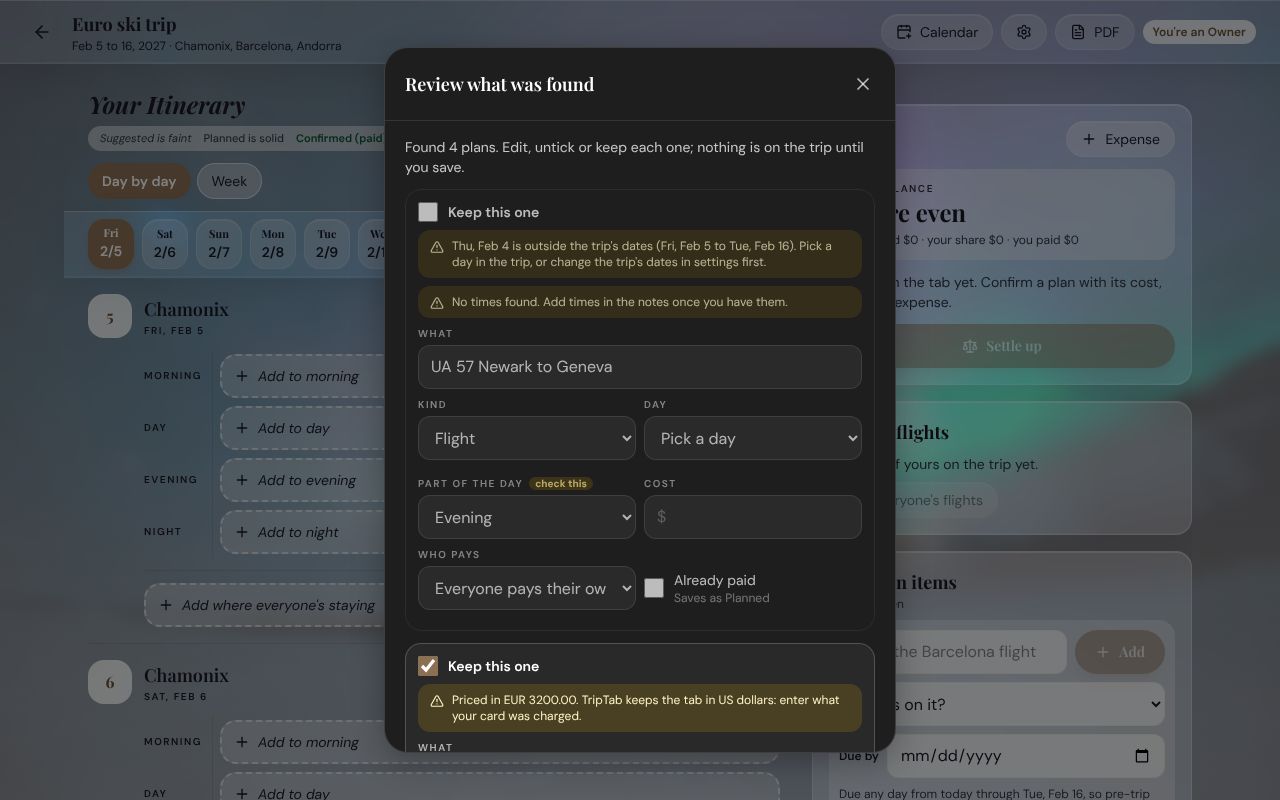 Euro ski trip
Feb 5 to 16, 2027 · Chamonix, Barcelona, Andorra
Calendar
PDF
You're an Owner
Your Itinerary
Suggested is faint Planned is solid Confirmed (paid
Day by day
Week
Fri 2/5
Sat 2/6
Sun 2/7
Mon 2/8
Tue 2/9
5
Chamonix
FRI, FEB 5
MORNING
+ Add to morning
DAY
+ Add to day
EVENING
+ Add to evening
NIGHT
+ Add to night
+ Add where everyone's staying
6
Chamonix
SAT, FEB 6
MORNING
+ Add to morning
DAY
+ Add to day
Review what was found
Found 4 plans. Edit, untick or keep each one; nothing is on the trip until
you save.
Keep this one
Thu, Feb 4 is outside the trip's dates (Fri, Feb 5 to Tue, Feb 16). Pick a
day in the trip, or change the trip's dates in settings first.
No times found. Add times in the notes once you have them.
WHAT
UA 57 Newark to Geneva
KIND
DAY
Flight
Pick a day
PART OF THE DAY check this
COST
Evening
$
WHO PAYS
Everyone pays their ow
Already paid
Saves as Planned
Keep this one
Priced in EUR 3200.00. TripTab keeps the tab in US dollars: enter what
your card was charged.
WHAT
+ Expense
LANCE
re even
d $0 · your share $0 · you paid $0
the tab yet. Confirm a plan with its cost,
expense.
Settle up
flights
f yours on the trip yet.
ryone's flights
n items
en
the Barcelona flight
+ Add
s on it?
Due by
mm/dd/yyyy
Due any day from today through Tue, Feb 16, so pre-trip